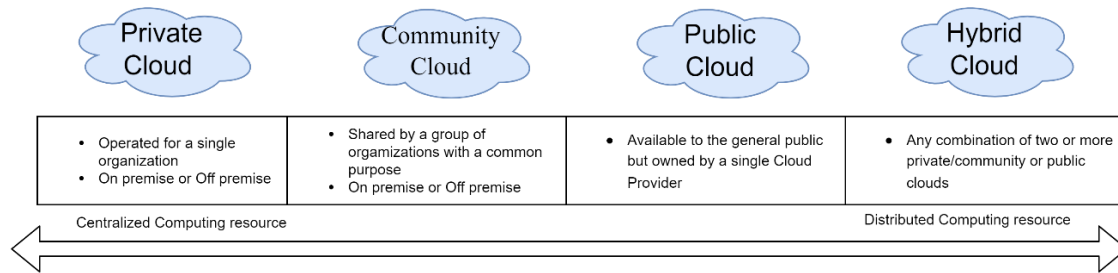 Private
Cloud
Community
Cloud
Public
Cloud
Hybrid
Cloud
• Operated for a single
organization
• On premise or Off premise
• Shared by a group of
organizations with a common
purpose
• On premise or Off premise
• Available to the general public
but owned by a single Cloud
Provider
• Any combination of two or more
private/community or public
clouds
Centralized Computing resource
Distributed Computing resource